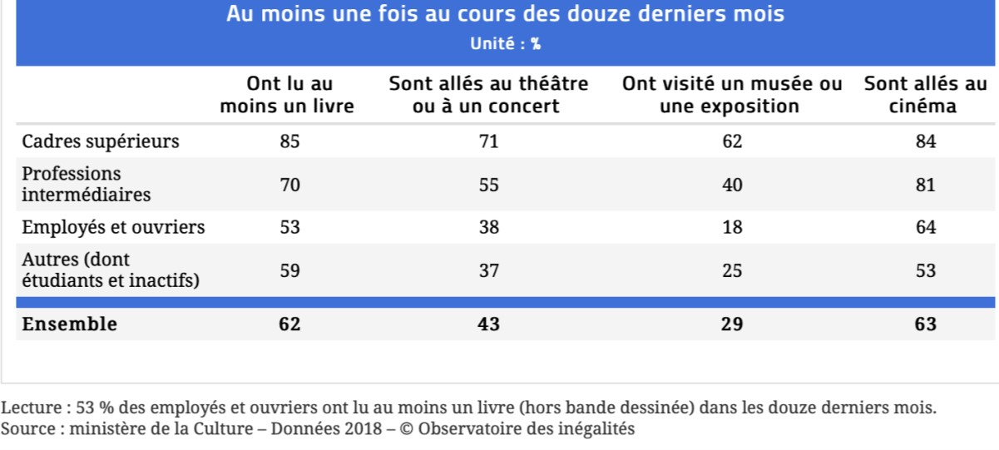 Au moins une fois au cours des douze derniers mois
Unité : %
Ont lu au moins un livre Sont allés au théâtre ou à un concert Ont visité un musée ou une exposition Sont allés au cinéma
Cadres supérieurs 85 71 62 84
Professions intermédiaires 70 55 40 81
Employés et ouvriers 53 38 18 64
Autres (dont étudiants et inactifs) 59 37 25 53
Ensemble 62 43 29 63
Lecture : 53 % des employés et ouvriers ont lu au moins un livre (hors bande dessinée) dans les douze derniers mois.
Source : ministère de la Culture – Données 2018 – © Observatoire des inégalités